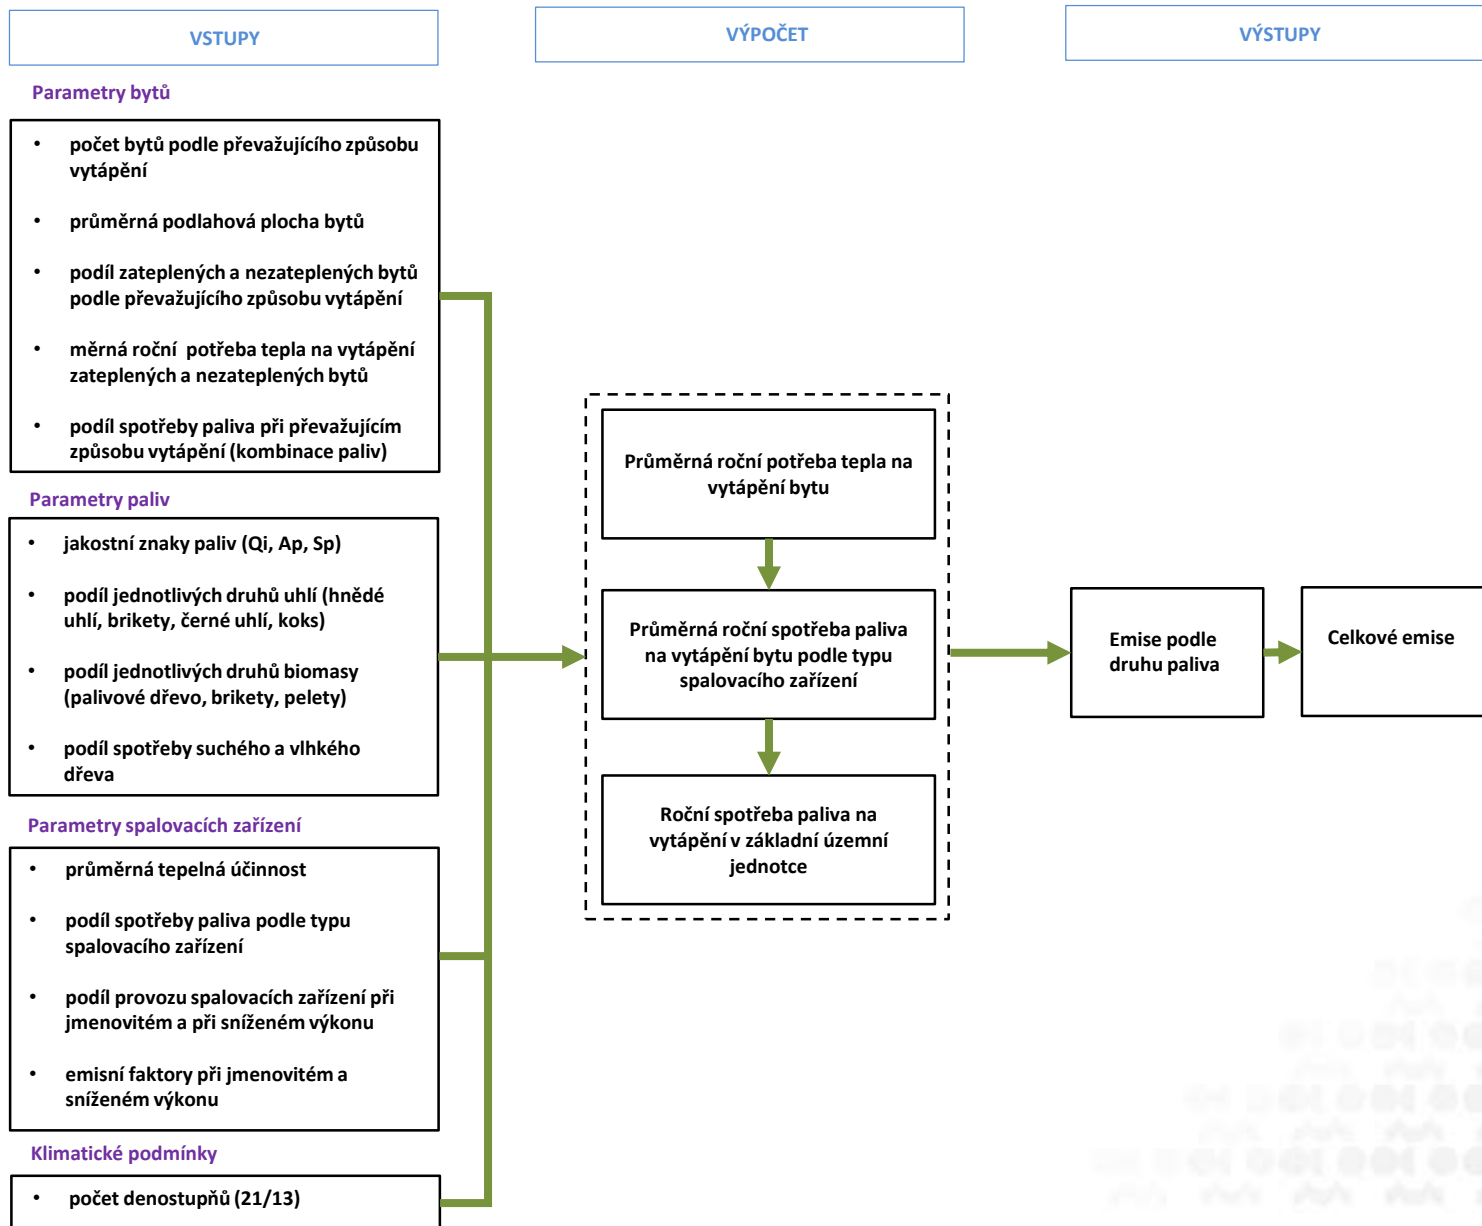 VSTUPY
VÝPOČET
VÝSTUPY
Parametry bytů
• počet bytů podle převažujícího způsobu
vytápění
• průměrná podlahová plocha bytů
• podíl zateplených a nezateplených bytů
podle převažujícího způsobu vytápění
• měrná roční potřeba tepla na vytápění
zateplených a nezateplených bytů
• podíl spotřeby paliva při převažujícím
způsobu vytápění (kombinace paliv)
Parametry paliv
• jakostní znaky paliv (Qi, Ap, Sp)
• podíl jednotlivých druhů uhlí (hnědé
uhlí, brikety, černé uhlí, koks)
• podíl jednotlivých druhů biomasy
(palivové dřevo, brikety, pelety)
• podíl spotřeby suchého a vlhkého
dřeva
Parametry spalovacích zařízení
• průměrná tepelná účinnost
• podíl spotřeby paliva podle typu
spalovacího zařízení
• podíl provozu spalovacích zařízení při
jmenovitém a při sníženém výkonu
• emisní faktory při jmenovitém a
sníženém výkonu
Klimatické podmínky
• počet denostupňů (21/13)
Průměrná roční potřeba tepla na
vytápění bytu
Průměrná roční spotřeba paliva
na vytápění bytu podle typu
spalovacího zařízení
Roční spotřeba paliva na
vytápění v základní územní
jednotce
Emise podle
druhu paliva
Celkové emise